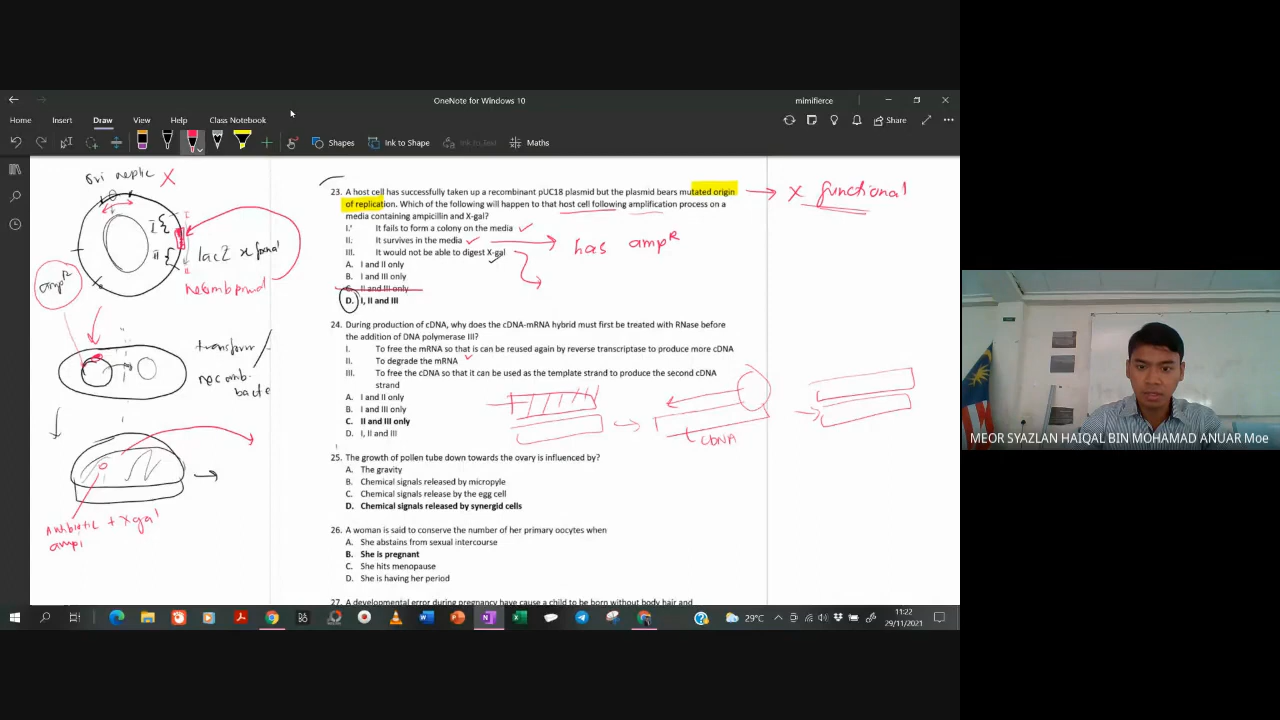 OneNote for Windows 10
mimifierce
Home
Insert
Draw
View
Help
Class Notebook
Share
Shapes
Ink to Shape
Ink to Text
Maths
23. A host cell has successfully taken up a recombinant pUC18 plasmid but the plasmid bears mutated origin
of replication. Which of the following will happen to that host cell following amplification process on a
media containing ampicillin and X-gal?
I. It fails to form a colony on the media
II. It survives in the media
III. It would not be able to digest X-gal
A. I and II only
B. I and III only
C. II and III only
D. I, II and III
24. During production of cDNA, why does the cDNA-mRNA hybrid must first be treated with RNase before
the addition of DNA polymerase III?
I. To free the mRNA so that is can be reused again by reverse transcriptase to produce more cDNA
II. To degrade the mRNA
III. To free the cDNA so that it can be used as the template strand to produce the second cDNA
strand
A. I and II only
B. I and III only
C. II and III only
D. I, II and III
25. The growth of pollen tube down towards the ovary is influenced by?
A. The gravity
B. Chemical signals released by micropyle
C. Chemical signals release by the egg cell
D. Chemical signals released by synergid cells
26. A woman is said to conserve the number of her primary oocytes when
A. She abstains from sexual intercourse
B. She is pregnant
C. She hits menopause
D. She is having her period
27. A developmental error during pregnancy have cause a child to be born without body hair and
X functional
has ampR
cDNA
X
I
II
lacZ
ampR
transform
Antibiotic + Xgal
ampi
MEOR SYAZLAN HAIQAL BIN MOHAMAD ANUAR Moe
29°C
11:22
29/11/2021